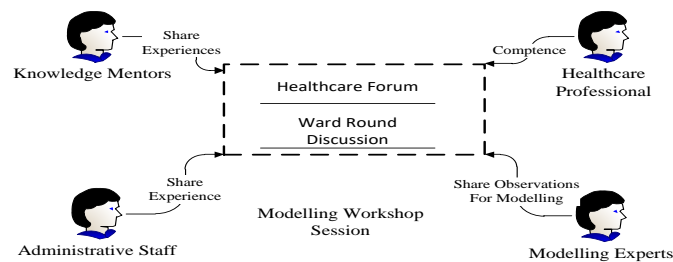 Share
Experiences
Knowledge Mentors
Comptence
Healthcare
Professional
Healthcare Forum
Ward Round
Discussion
Share
Experience
Administrative Staff
Modelling Workshop
Session
Share Observations
For Modelling
Modelling Experts